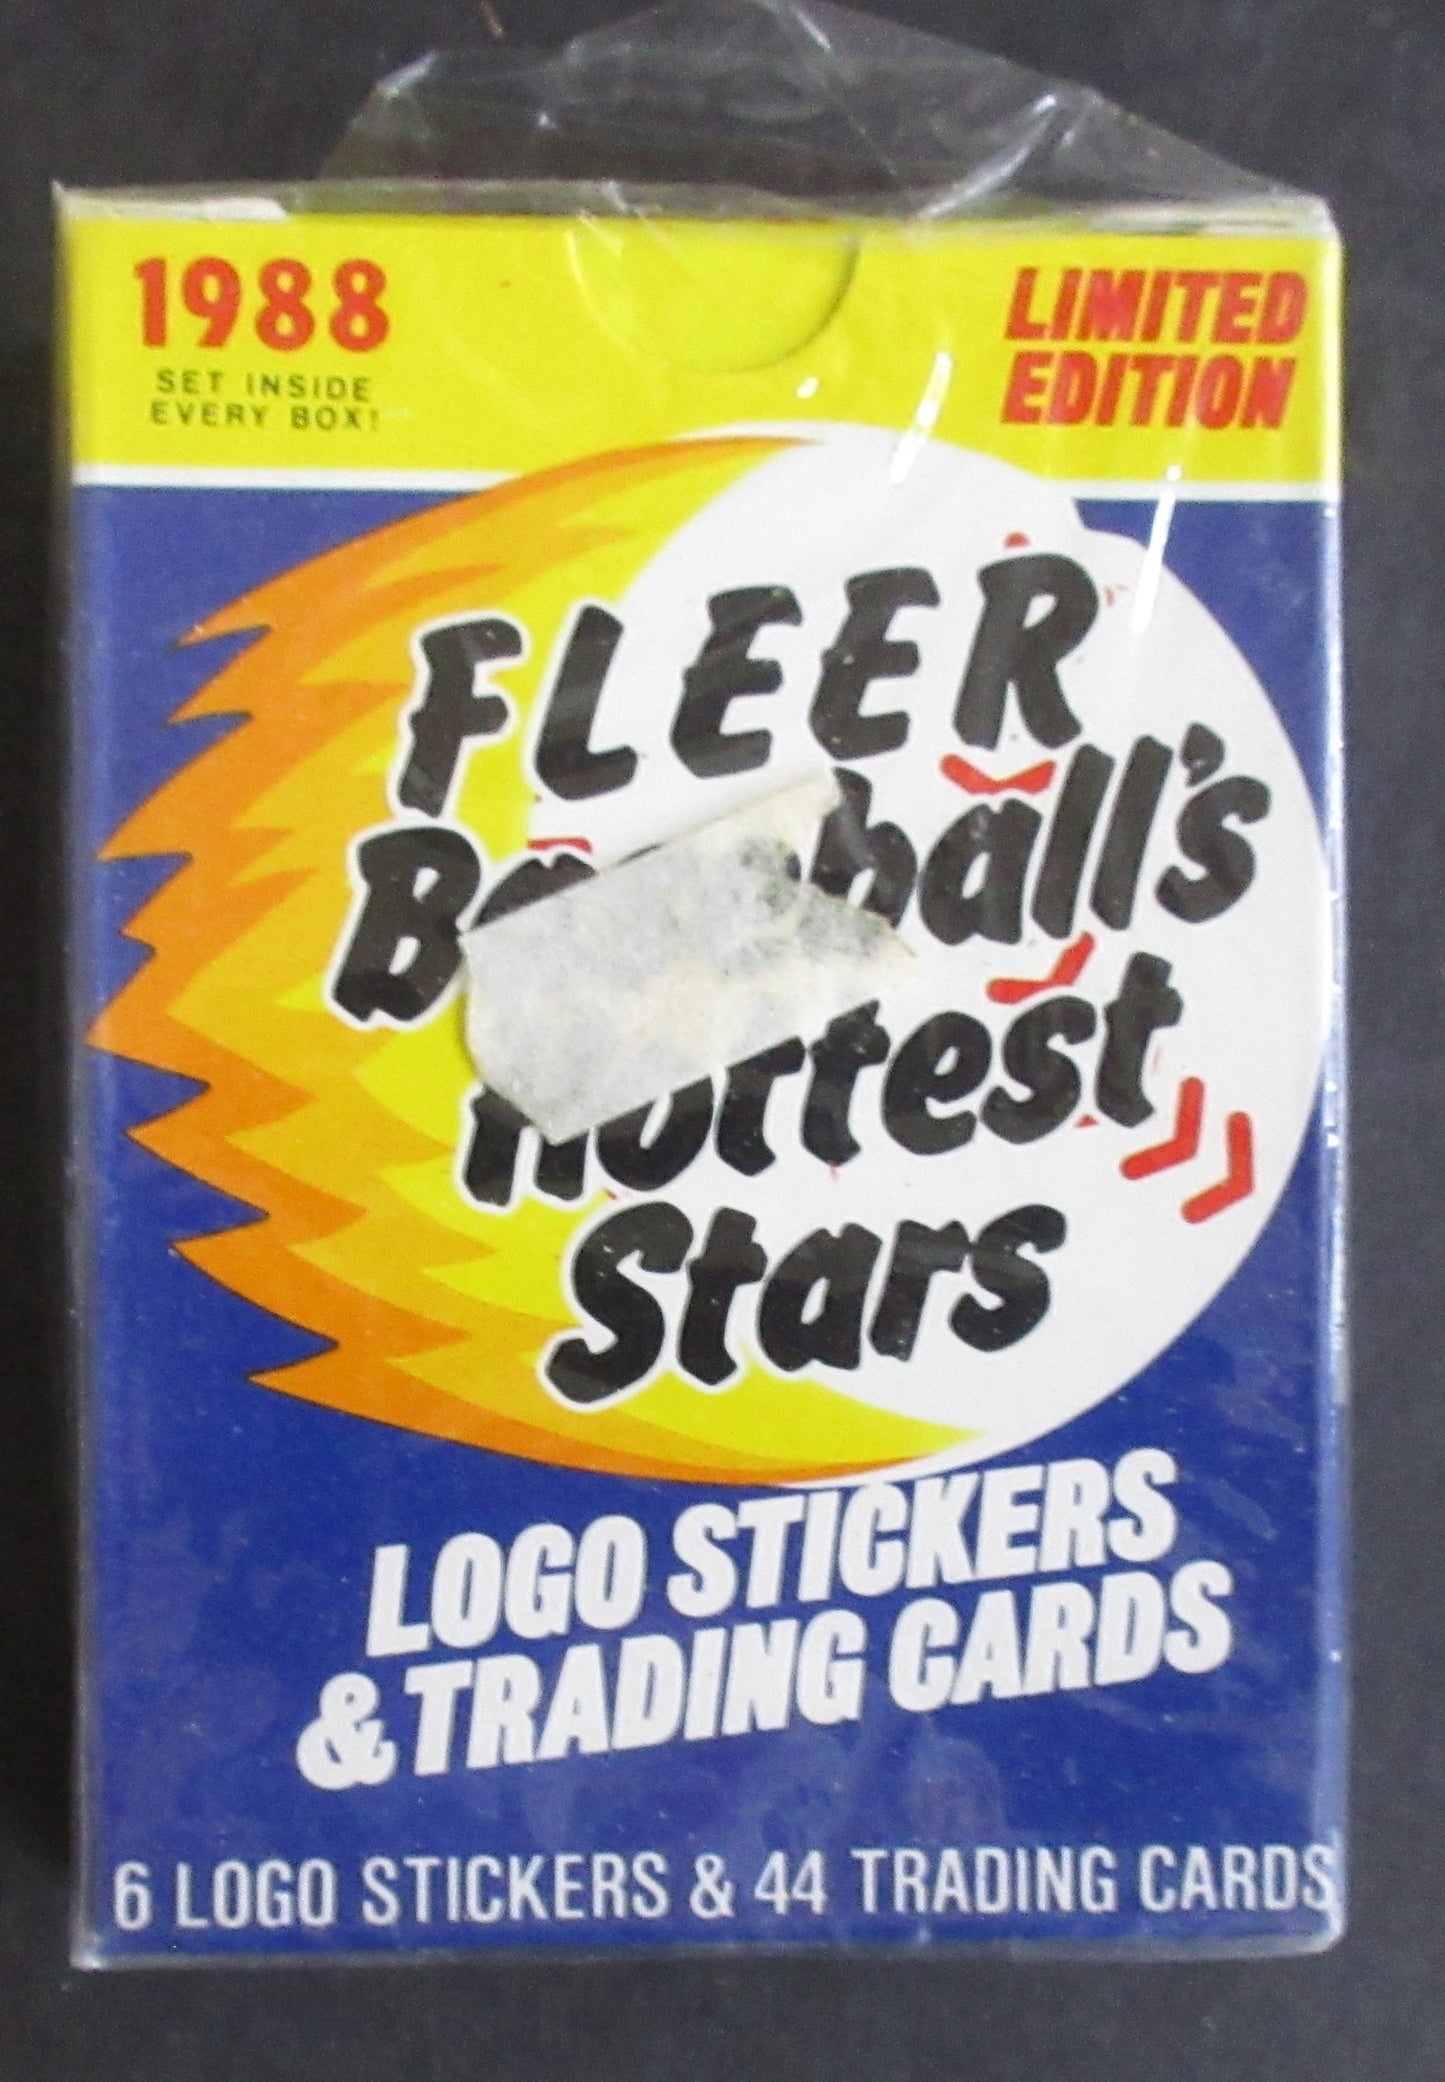 1988
SET INSIDE
EVERY BOX!
LIMITED
EDITION
FLEER
Baseball's
Hottest
Stars
LOGO STICKERS
& TRADING CARDS
6 LOGO STICKERS & 44 TRADING CARDS